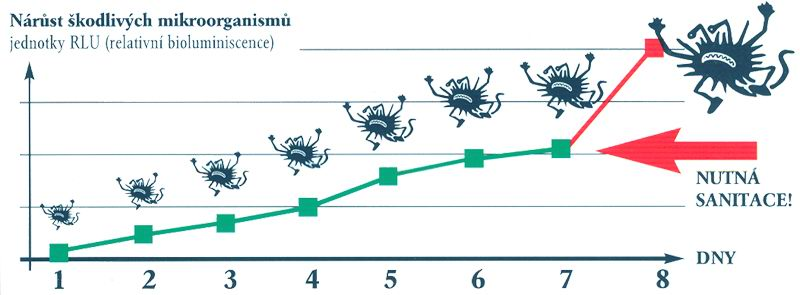 Nárůst škodlivých mikroorganismů
jednotky RLU (relativní bioluminiscence)
NUTNÁ
SANITACE!
DNY
1 2 3 4 5 6 7 8